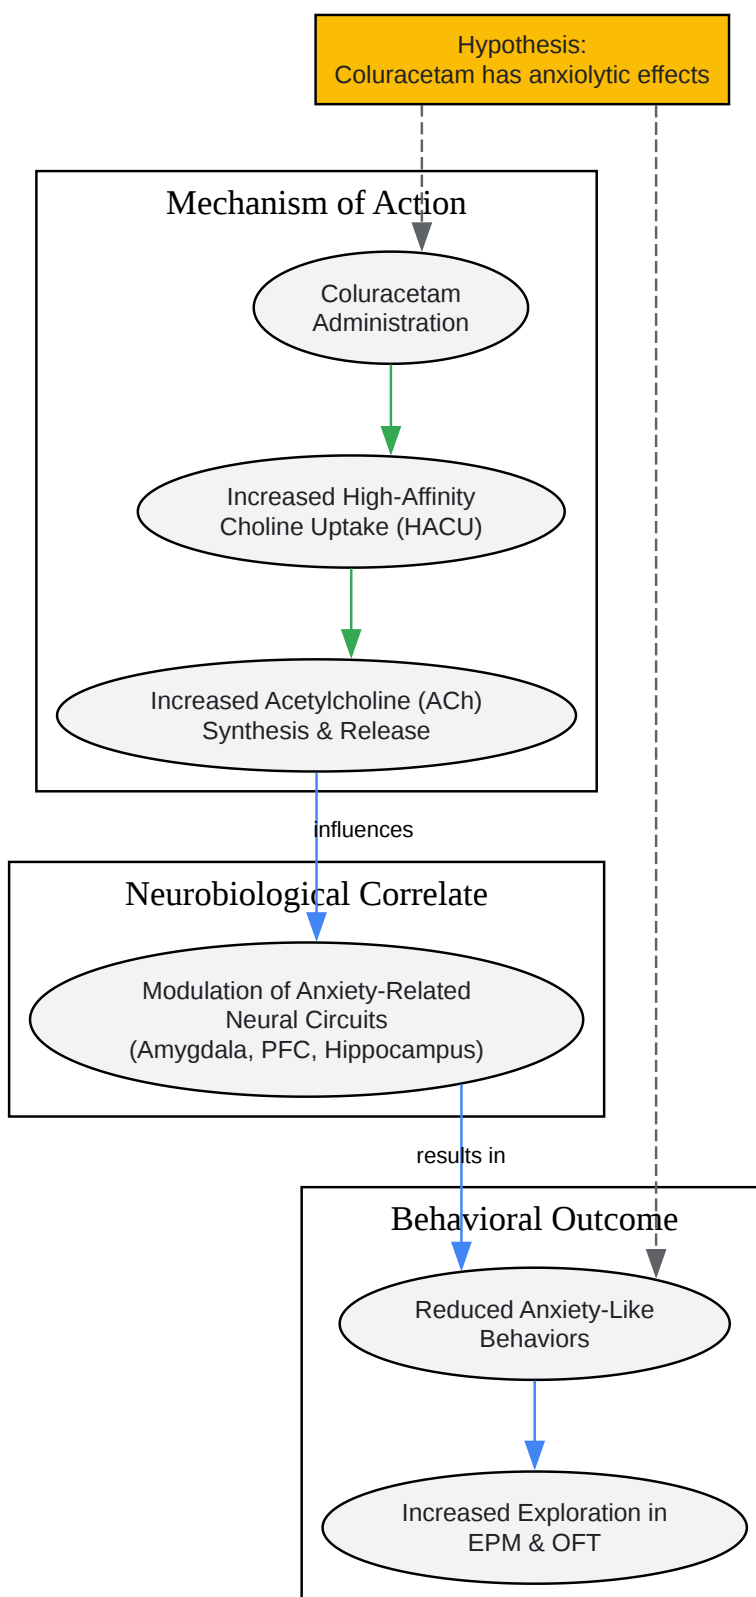 Hypothesis:
Coluracetam has anxiolytic effects
Mechanism of Action
Coluracetam
Administration
Increased High-Affinity
Choline Uptake (HACU)
Increased Acetylcholine (ACh)
Synthesis & Release
influences
Neurobiological Correlate
Modulation of Anxiety-Related
Neural Circuits
(Amygdala, PFC, Hippocampus)
results in
Behavioral Outcome
Reduced Anxiety-Like
Behaviors
Increased Exploration in
EPM & OFT